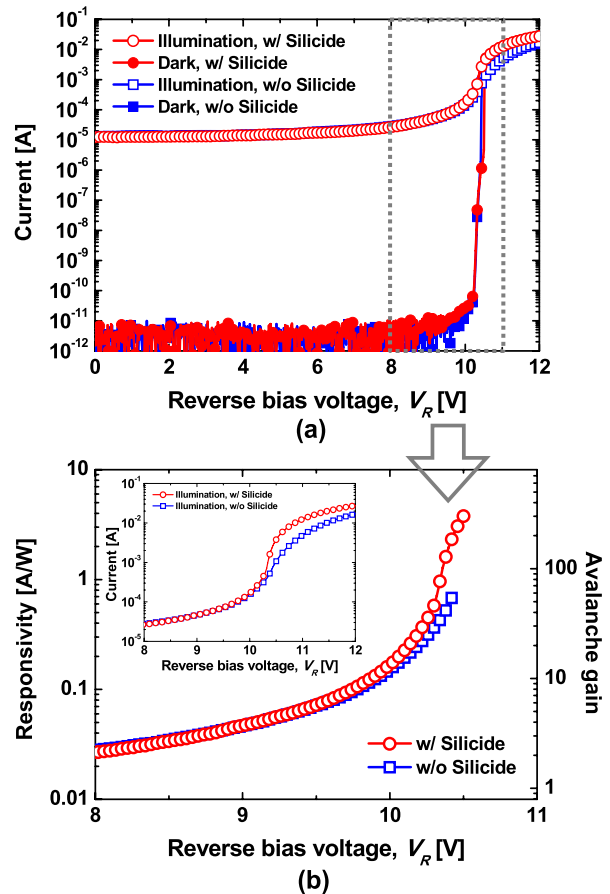 10^-1
10^-2
10^-3
10^-4
10^-5
10^-6
10^-7
10^-8
10^-9
10^-10
10^-11
10^-12
Current [A]
Illumination, w/ Silicide
Dark, w/ Silicide
Illumination, w/o Silicide
Dark, w/o Silicide
0 2 4 6 8 10 12
Reverse bias voltage, V_R [V]
(a)
10
1
0.1
0.01
Responsivity [A/W]
10^-1
10^-2
10^-3
10^-4
10^-5
Current [A]
Illumination, w/ Silicide
Illumination, w/o Silicide
8 9 10 11 12
Reverse bias voltage, V_R [V]
100
10
1
Avalanche gain
w/ Silicide
w/o Silicide
8 9 10 11
Reverse bias voltage, V_R [V]
(b)